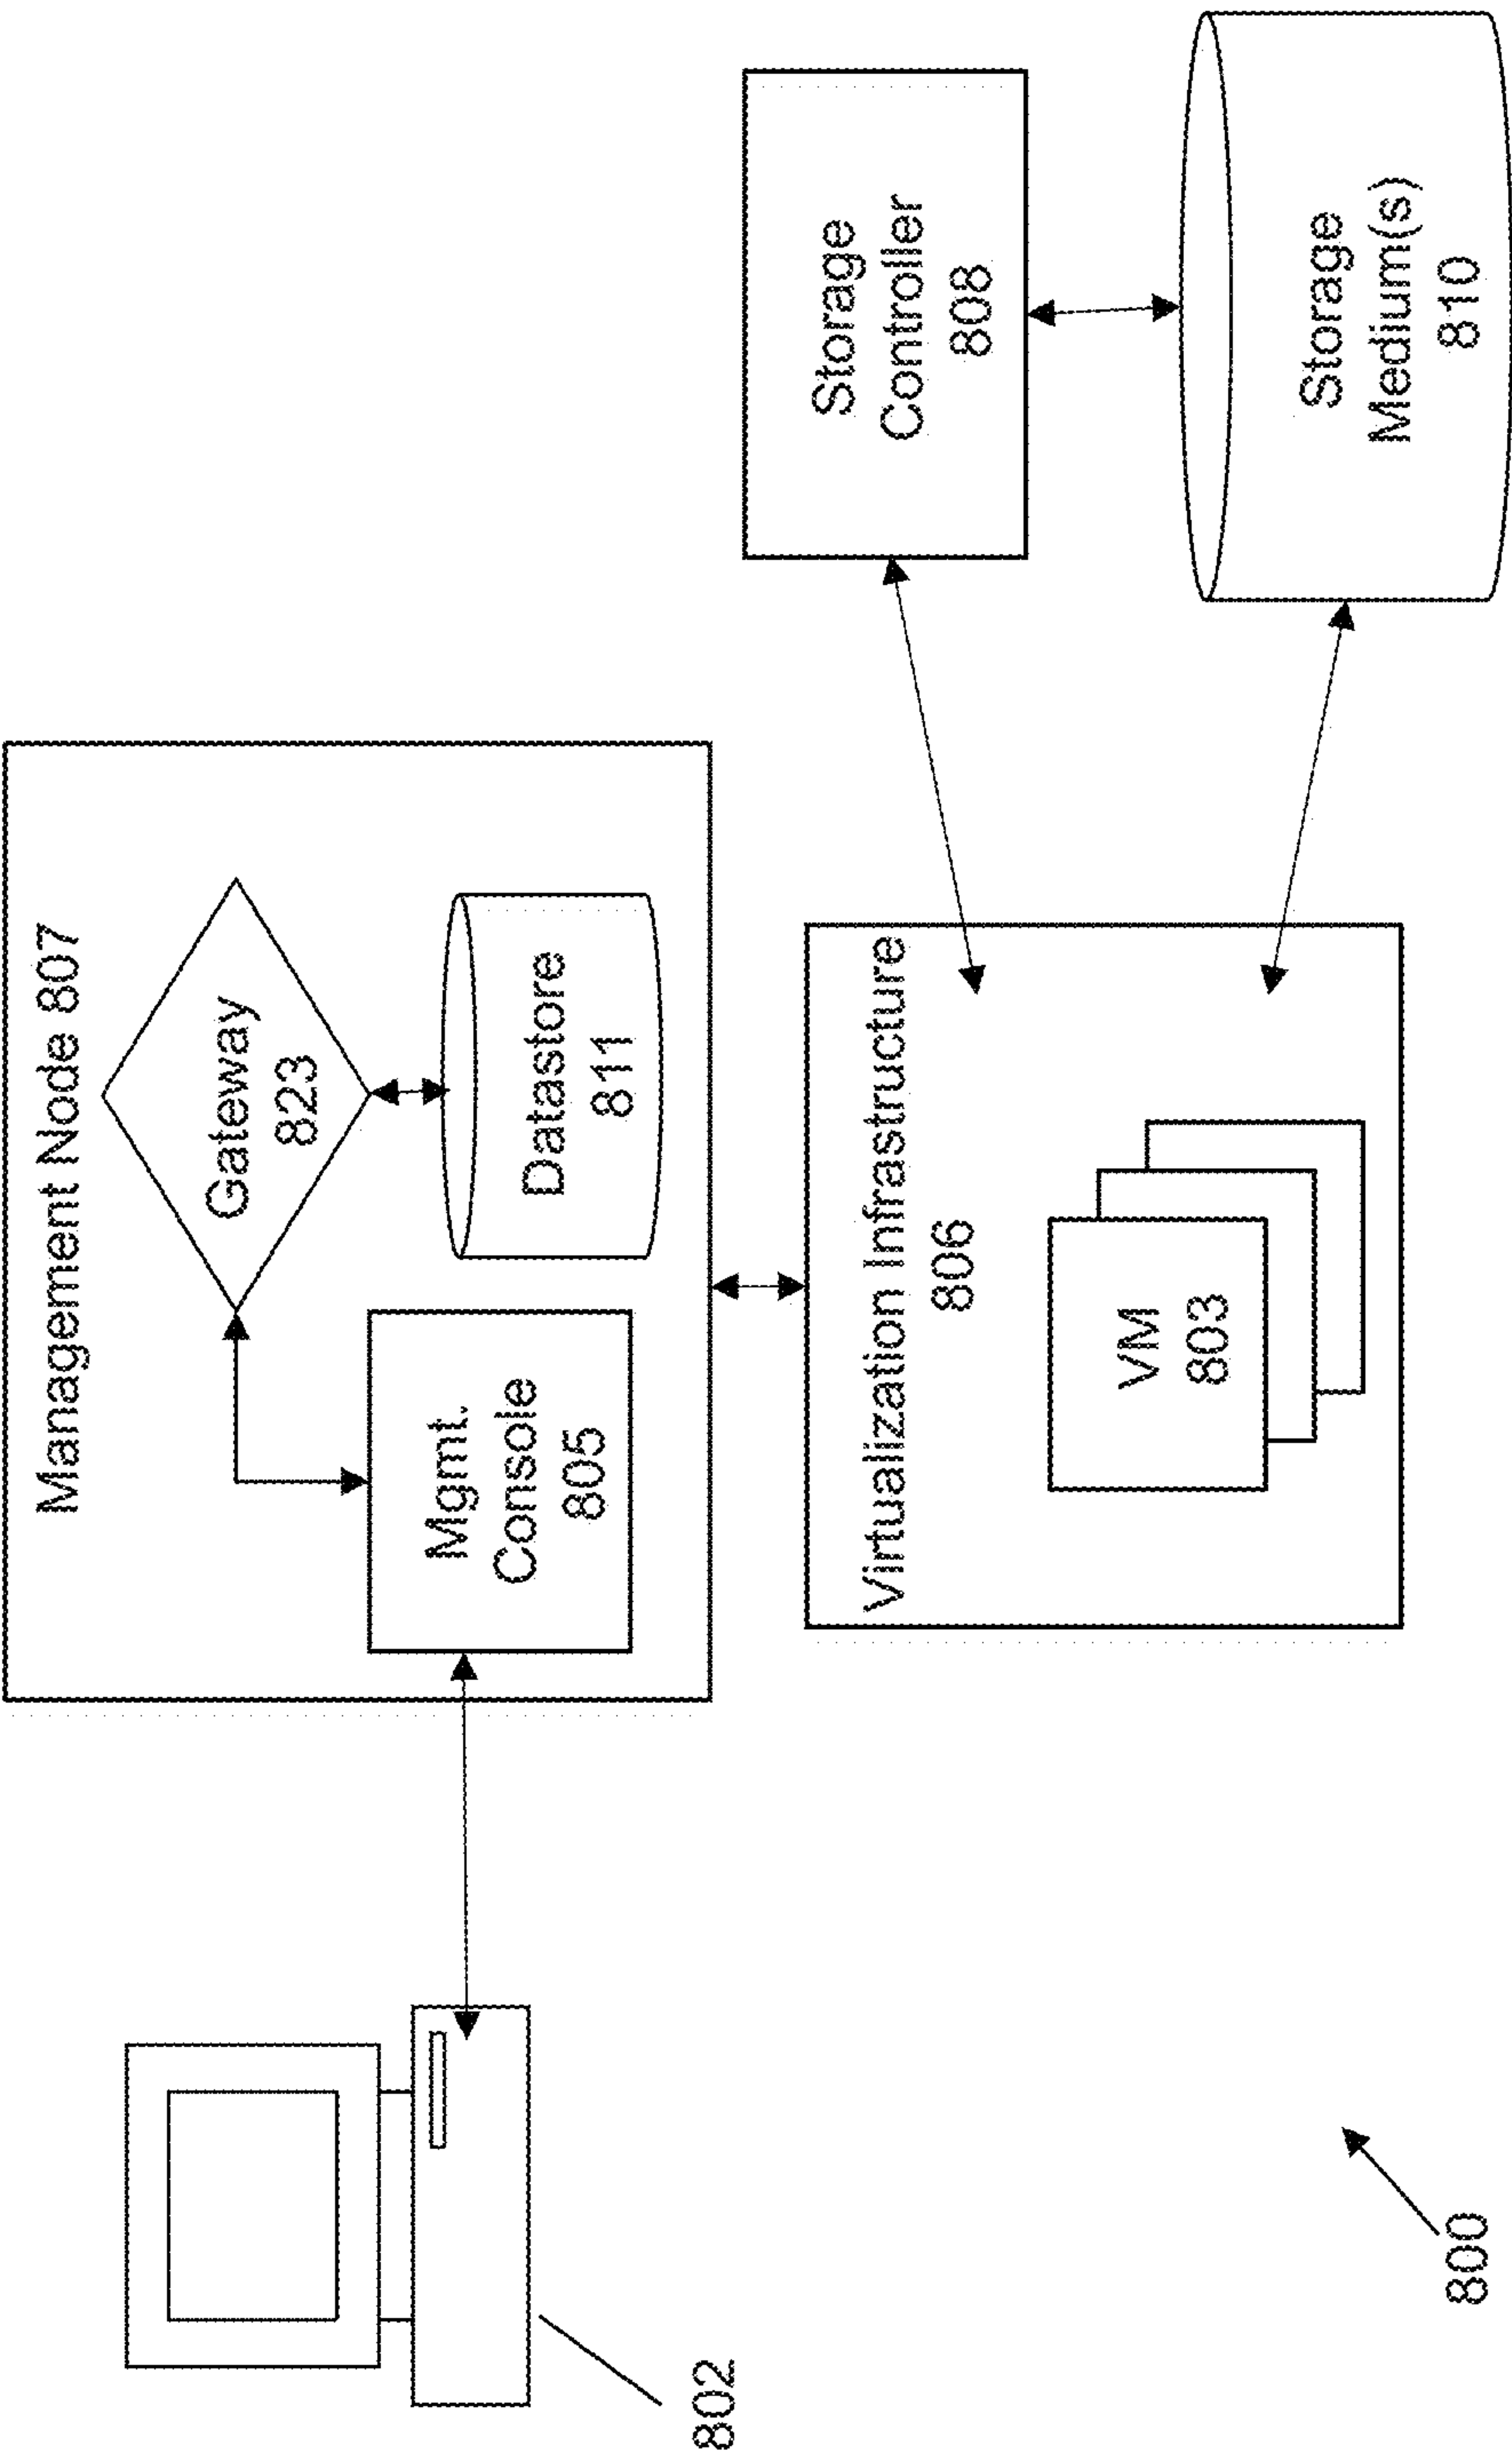 Management Node 807
Gateway
823
Mgmt.
Console
805
Datastore
811
802
Virtualization Infrastructure
806
VM
803
Storage
Controller
808
Storage
Medium(s)
810
800